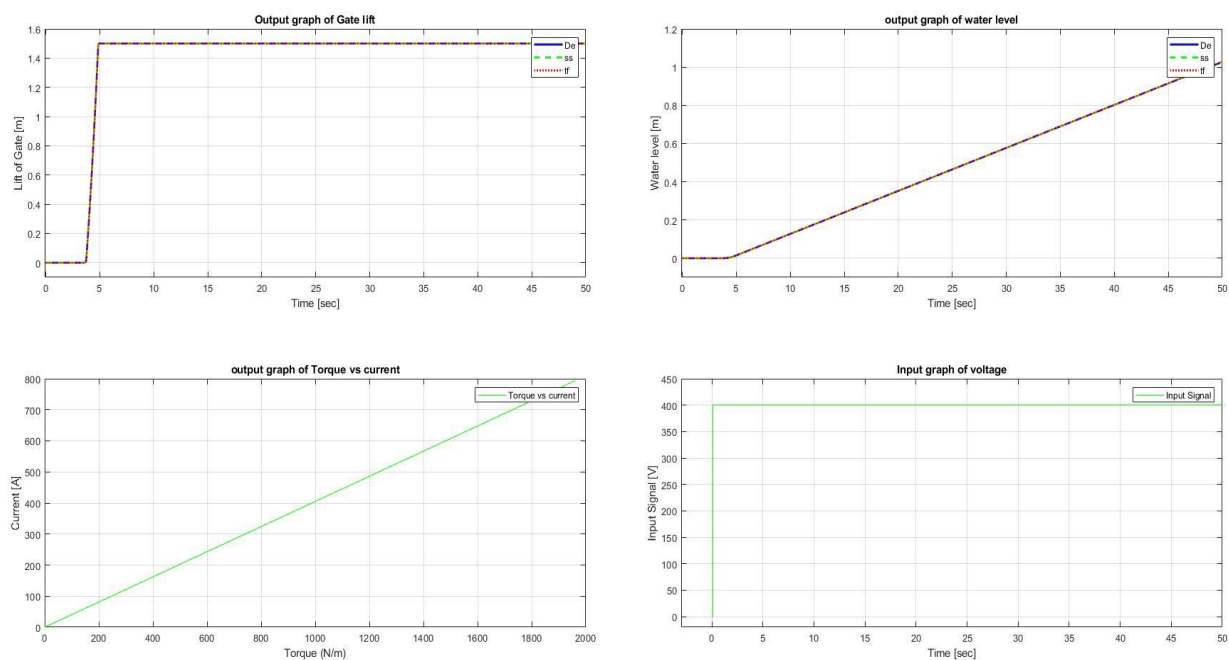 Output graph of Gate lift
1.6
1.4
1.2
1
0.8
0.6
0.4
0.2
0
Lift of Gate [m]
De
ss
tf
0 5 10 15 20 25 30 35 40 45 50
Time [sec]
output graph of water level
1.2
1
0.8
0.6
0.4
0.2
0
Water level [m]
De
ss
tf
0 5 10 15 20 25 30 35 40 45 50
Time [sec]
output graph of Torque vs current
800
700
600
500
400
300
200
100
0
Current [A]
Torque vs current
0 200 400 600 800 1000 1200 1400 1600 1800 2000
Torque (N/m)
Input graph of voltage
450
400
350
300
250
200
150
100
50
0
Input Signal [V]
Input Signal
0 5 10 15 20 25 30 35 40 45 50
Time [sec]